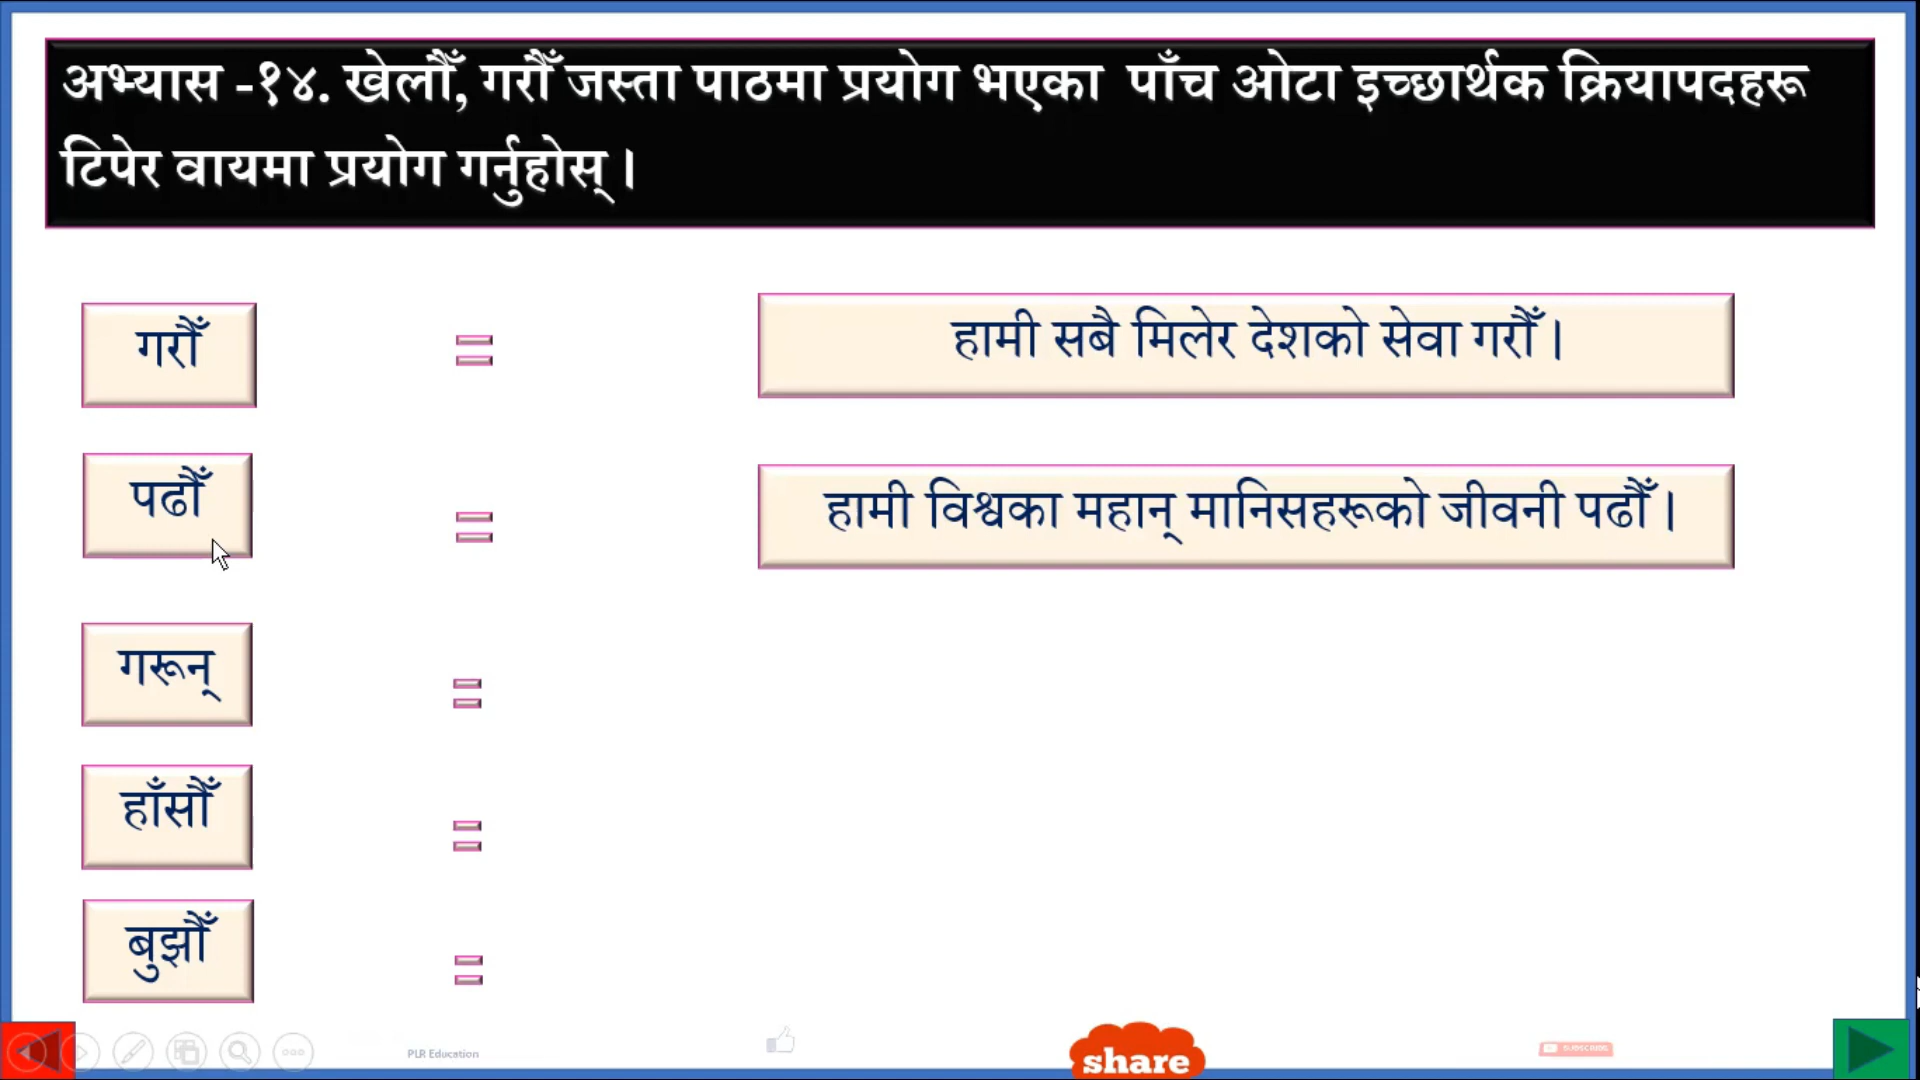 अभ्यास -१४. खेलौँ, गरौँ जस्ता पाठमा प्रयोग भएका पाँच ओटा इच्छार्थक क्रियापदहरू
टिपेर वायमा प्रयोग गर्नुहोस् ।
गरौँ = हामी सबै मिलेर देशको सेवा गरौँ ।
पढौँ = हामी विश्वका महान् मानिसहरूको जीवनी पढौँ ।
गरून् =
हाँसौँ =
बुझौँ =
PLR Education
share
SUBSCRIBE